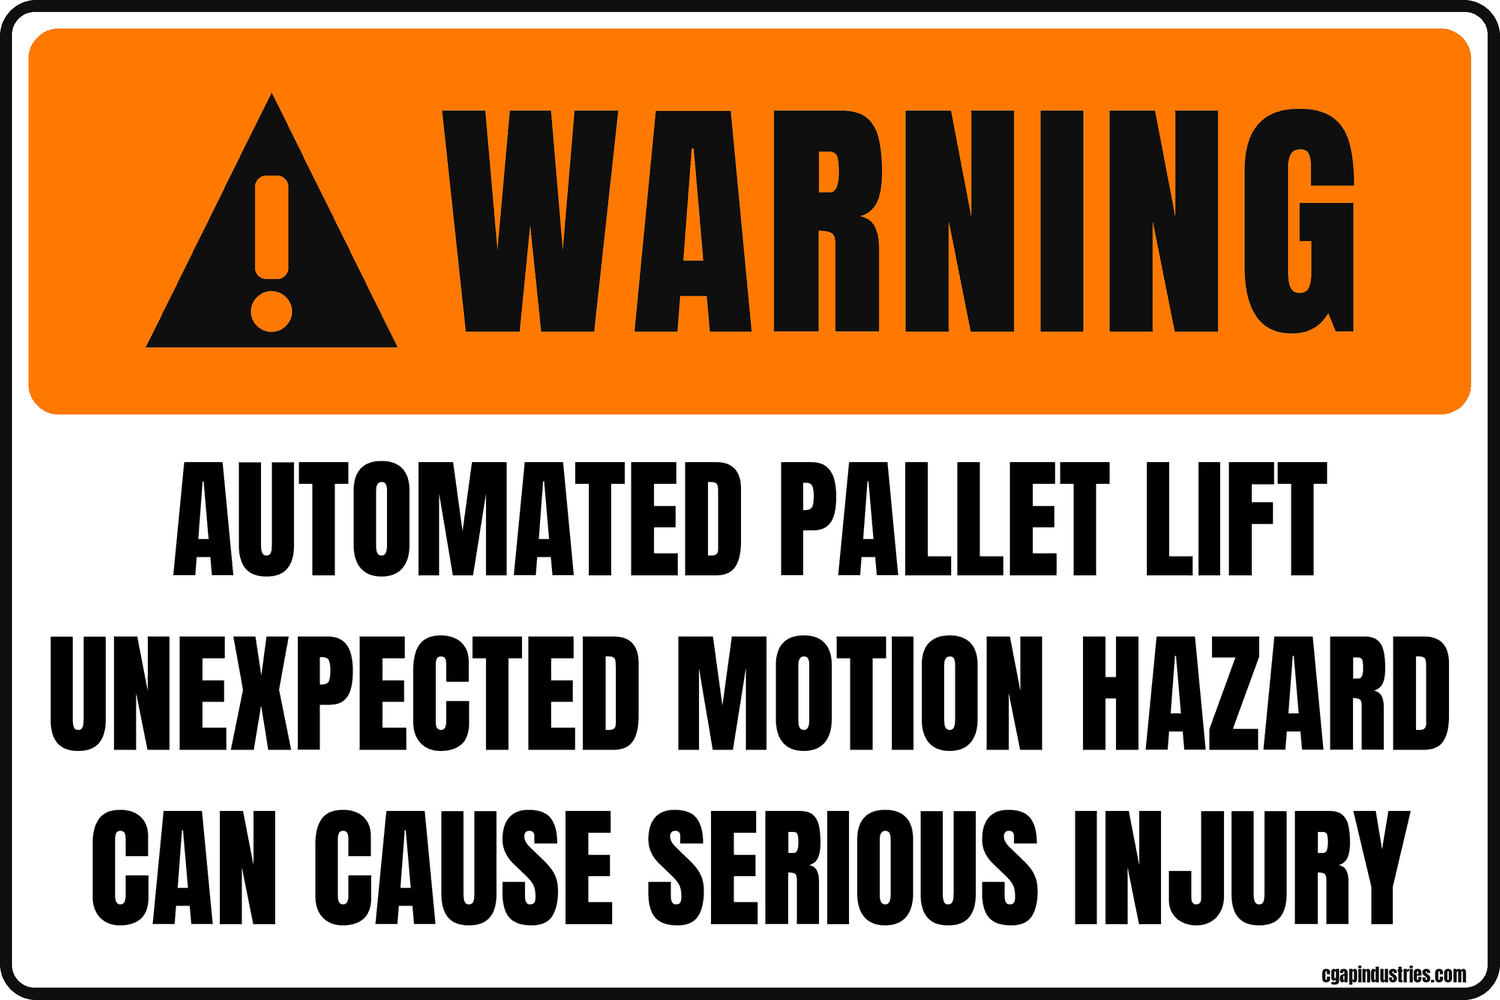 WARNING
AUTOMATED PALLET LIFT
UNEXPECTED MOTION HAZARD
CAN CAUSE SERIOUS INJURY
cgapindustries.com